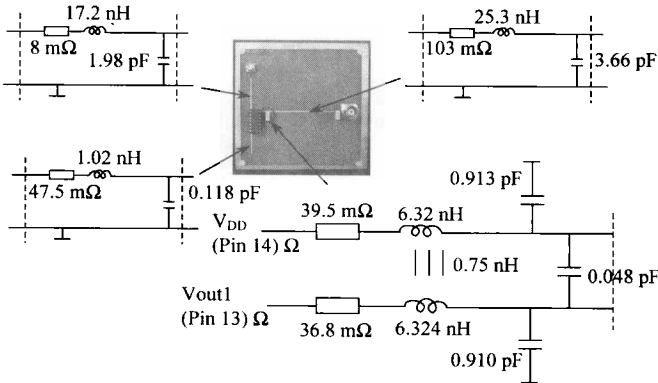 17.2 nH
8 mΩ
1.98 pF
25.3 nH
103 mΩ
3.66 pF
1.02 nH
47.5 mΩ
0.118 pF
0.913 pF
39.5 mΩ
6.32 nH
VDD
(Pin 14) Ω
0.75 nH
0.048 pF
Vout1
(Pin 13) Ω
36.8 mΩ
6.324 nH
0.910 pF